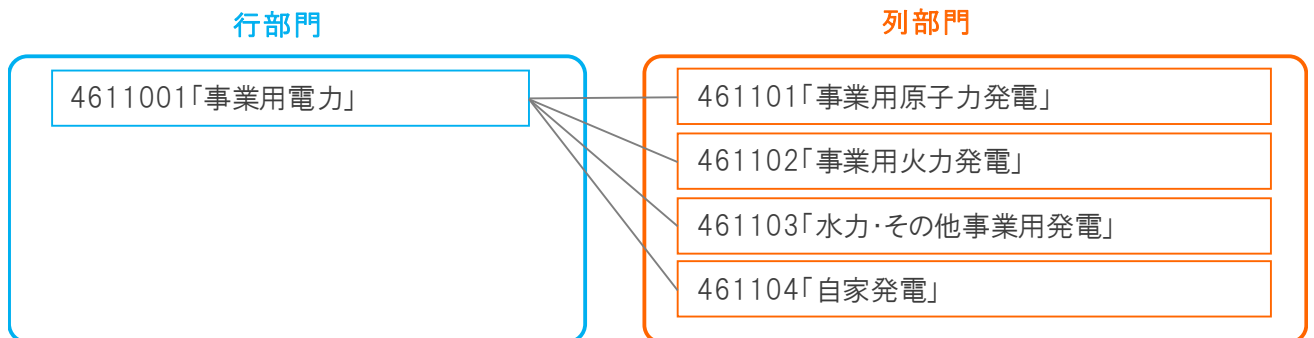 行部門
列部門
4611001「事業用電力」
461101「事業用原子力発電」
461102「事業用火力発電」
461103「水力・その他事業用発電」
461104「自家発電」